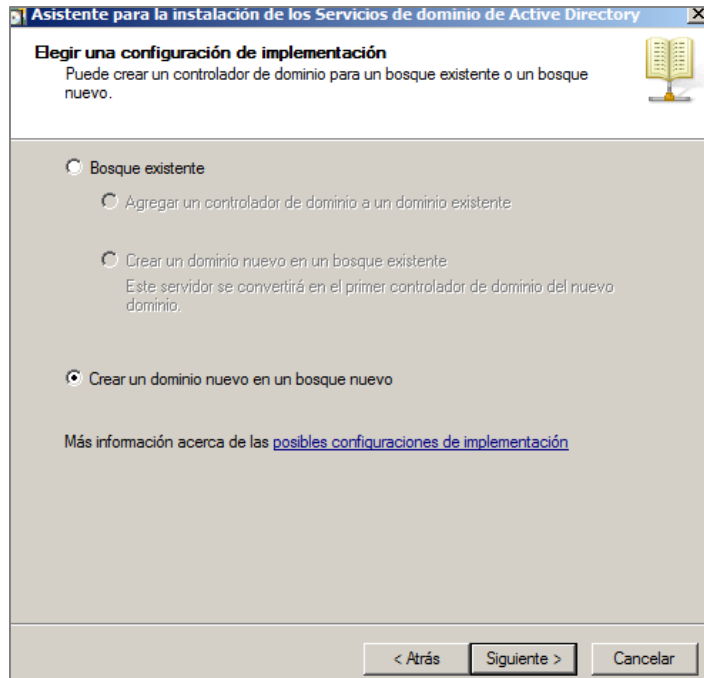 Asistente para la instalación de los Servicios de dominio de Active Directory
Elegir una configuración de implementación
Puede crear un controlador de dominio para un bosque existente o un bosque
nuevo.
Bosque existente
Agregar un controlador de dominio a un dominio existente
Crear un dominio nuevo en un bosque existente
Este servidor se convertirá en el primer controlador de dominio del nuevo
dominio.
Crear un dominio nuevo en un bosque nuevo
Más información acerca de las posibles configuraciones de implementación
< Atrás Siguiente > Cancelar